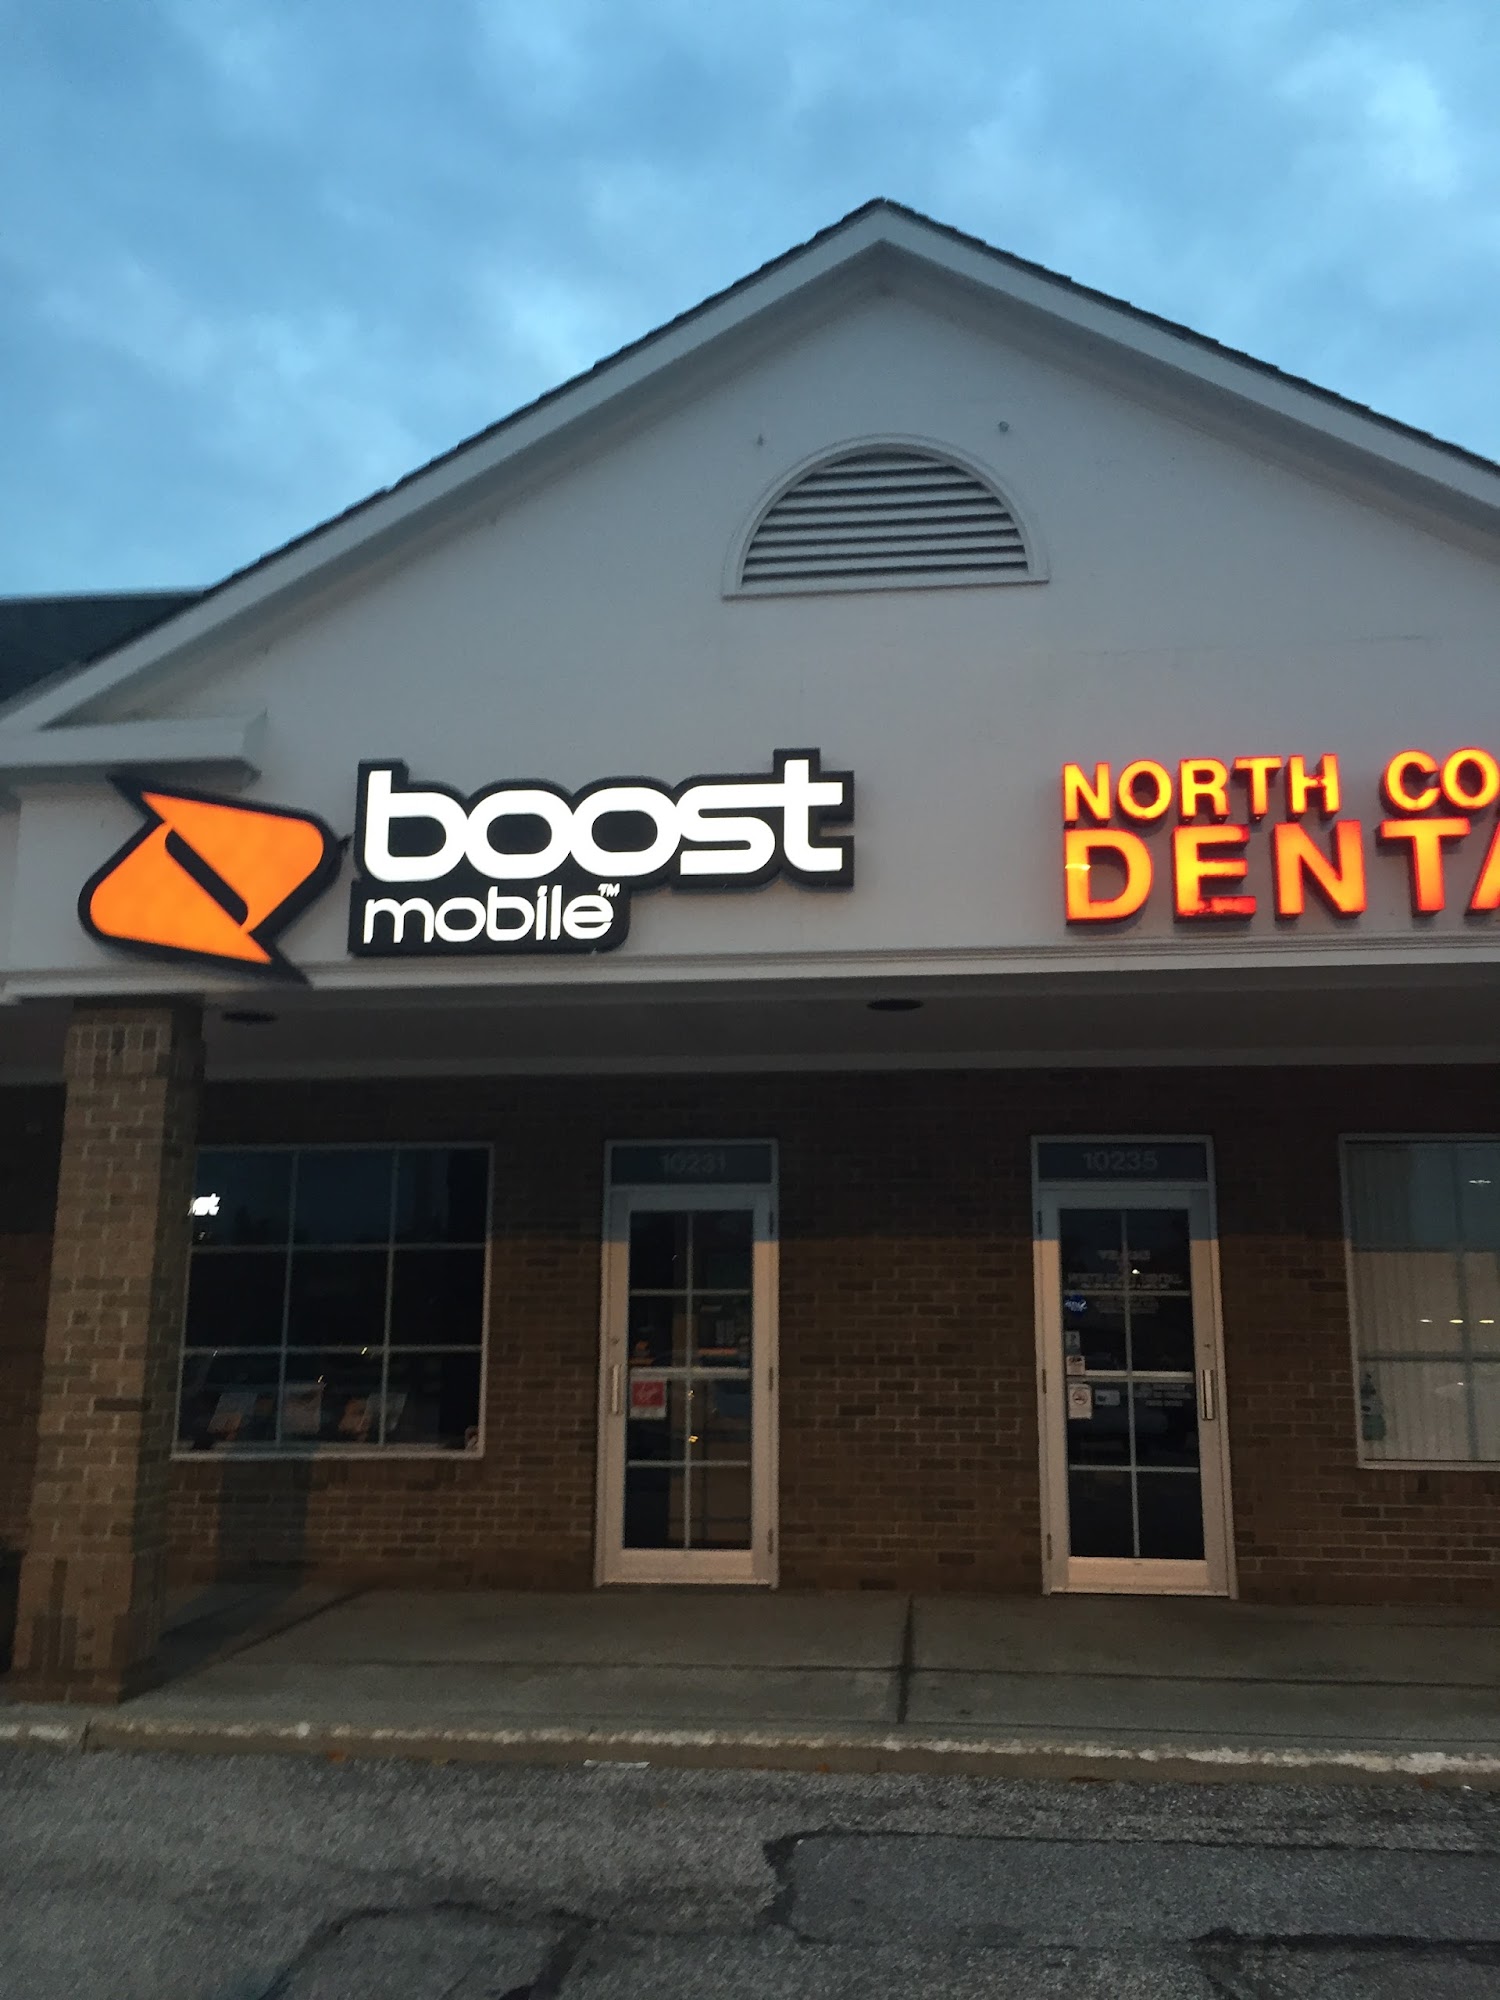 boost
mobile™
NORTH CO
DENTA
10231
10235